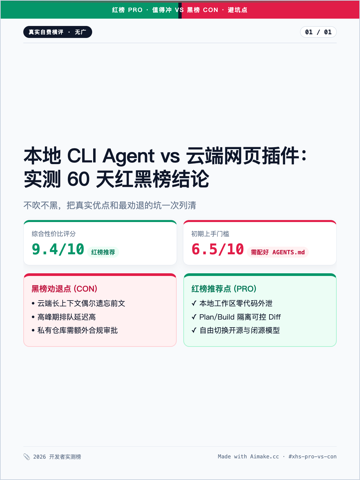 红榜 PRO · 值得冲 VS 黑榜 CON · 避坑点
真实自费横评 · 无广
01 / 01
本地 CLI Agent vs 云端网页插件：
实测 60 天红黑榜结论
不吹不黑，把真实优点和最劝退的坑一次列清
综合性价比评分
9.4/10 红榜推荐
初期上手门槛
6.5/10 需配好 AGENTS.md
黑榜劝退点 (CON)
• 云端长上下文偶尔遗忘前文
• 高峰期排队延迟高
• 私有仓库需额外合规审批
红榜推荐点 (PRO)
✓ 本地工作区零代码外泄
✓ Plan/Build 隔离可控 Diff
✓ 自由切换开源与闭源模型
2026 开发者实测榜
Made with Aimake.cc · #xhs-pro-vs-con